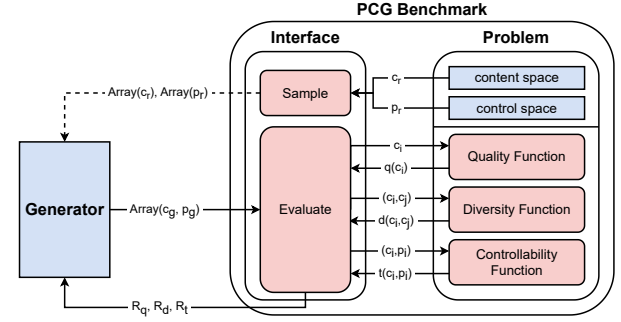 PCG Benchmark
Interface
Problem
Sample
c_r
content space
p_r
control space
Array(c_r), Array(p_r)
Generator
Array(c_g, p_g)
Evaluate
c_i
q(c_i)
Quality Function
(c_i,c_j)
d(c_i,c_j)
Diversity Function
(c_i,p_i)
t(c_i,p_i)
Controllability
Function
R_q, R_d, R_t